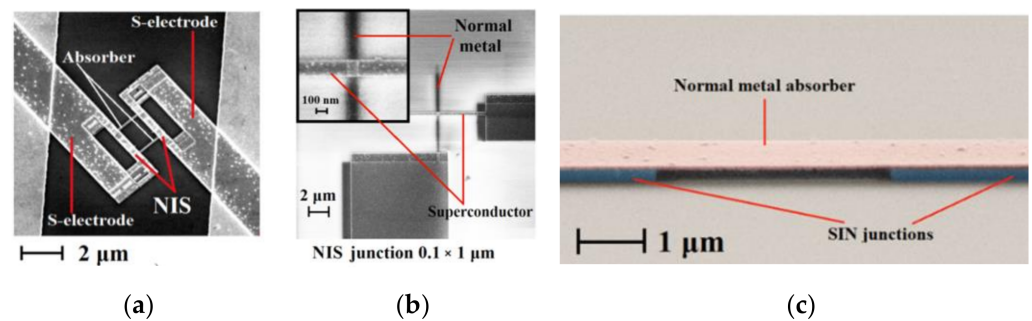 S-electrode
Absorber
NIS
S-electrode
2 μm
Normal
metal
100 nm
2 μm
Superconductor
NIS junction 0.1 × 1 μm
Normal metal absorber
SIN junctions
1 μm
(a)
(b)
(c)